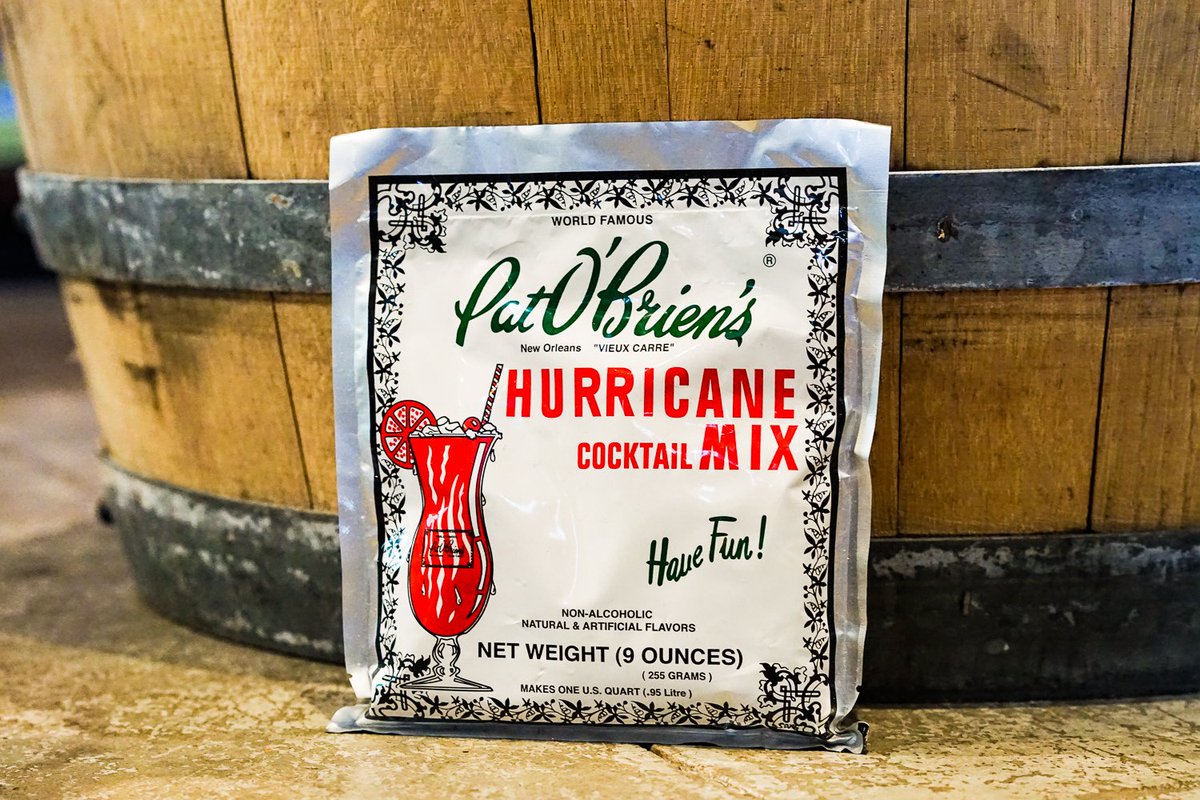 WORLD FAMOUS
Pat O'Brien's ®
New Orleans "VIEUX CARRE"
HURRICANE
COCKTAIL MIX
Have Fun!
NON-ALCOHOLIC
NATURAL & ARTIFICIAL FLAVORS
NET WEIGHT (9 OUNCES)
( 255 GRAMS )
MAKES ONE U.S. QUART (.95 Litre )